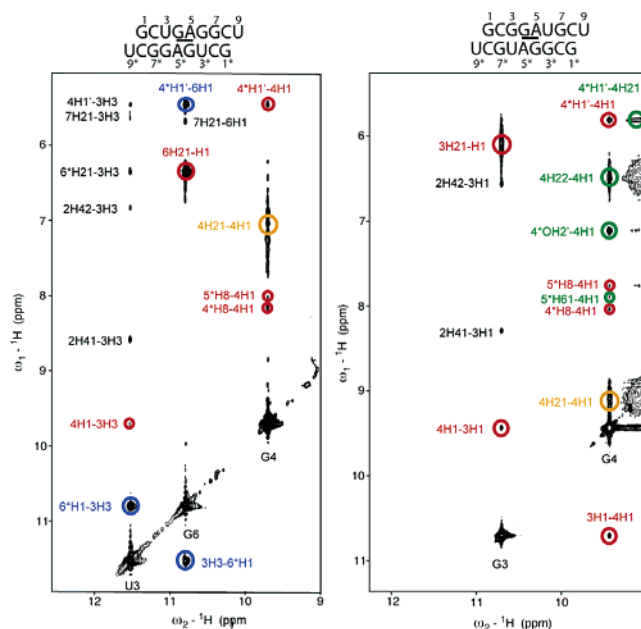 1 3 5 7 9
GCUGAGGCU
UCGGAGUCG
9* 7* 5* 3* 1*
4*H1'-6H1 4*H1'-4H1
4H1'-3H3
7H21-3H3
7H21-6H1
6H21-H1
6*H21-3H3
2H42-3H3
4H21-4H1
5*H8-4H1
4*H8-4H1
2H41-3H3
4H1-3H3
G4
6*H1-3H3
G6
3H3-6*H1
U3
6
7
8
9
10
11
12 11 10 9
ω2 - 1H (ppm)
ω1 - 1H (ppm)
1 3 5 7 9
GCGGAUGCU
UCGUAGGCG
9* 7* 5* 3* 1*
4*H1'-4H21
4*H1'-4H1
3H21-H1
4H22-4H1
2H42-3H1
4*OH2'-4H1
5*H8-4H1
5*H61-4H1
4*H8-4H1
2H41-3H1
4H21-4H1
4H1-3H1
G4
3H1-4H1
G3
6
7
8
9
10
11
12 11 10
ω2 - 1H (ppm)
ω1 - 1H (ppm)